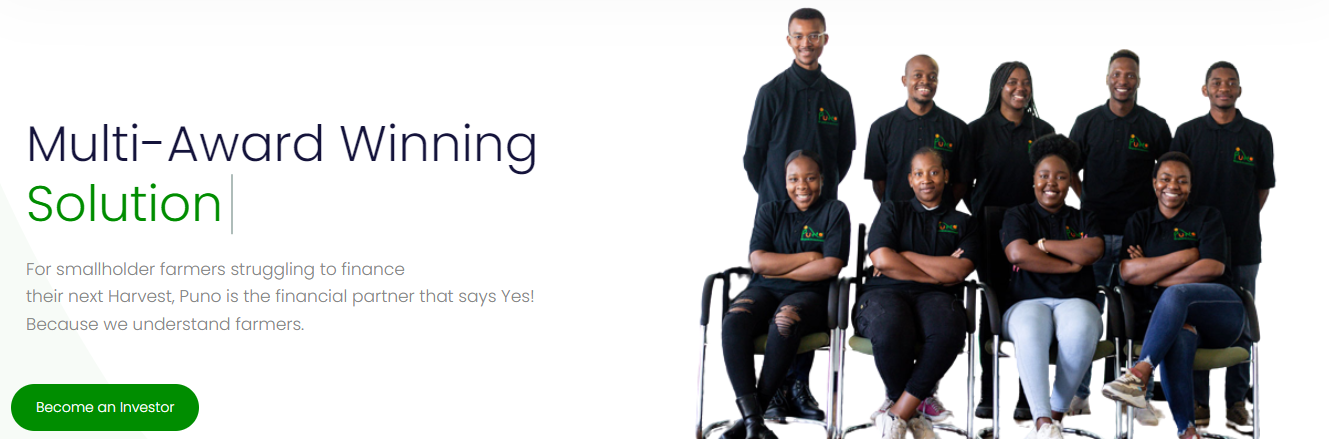 Multi-Award Winning
Solution
For smallholder farmers struggling to finance
their next Harvest, Puno is the financial partner that says Yes!
Because we understand farmers.
Become an Investor